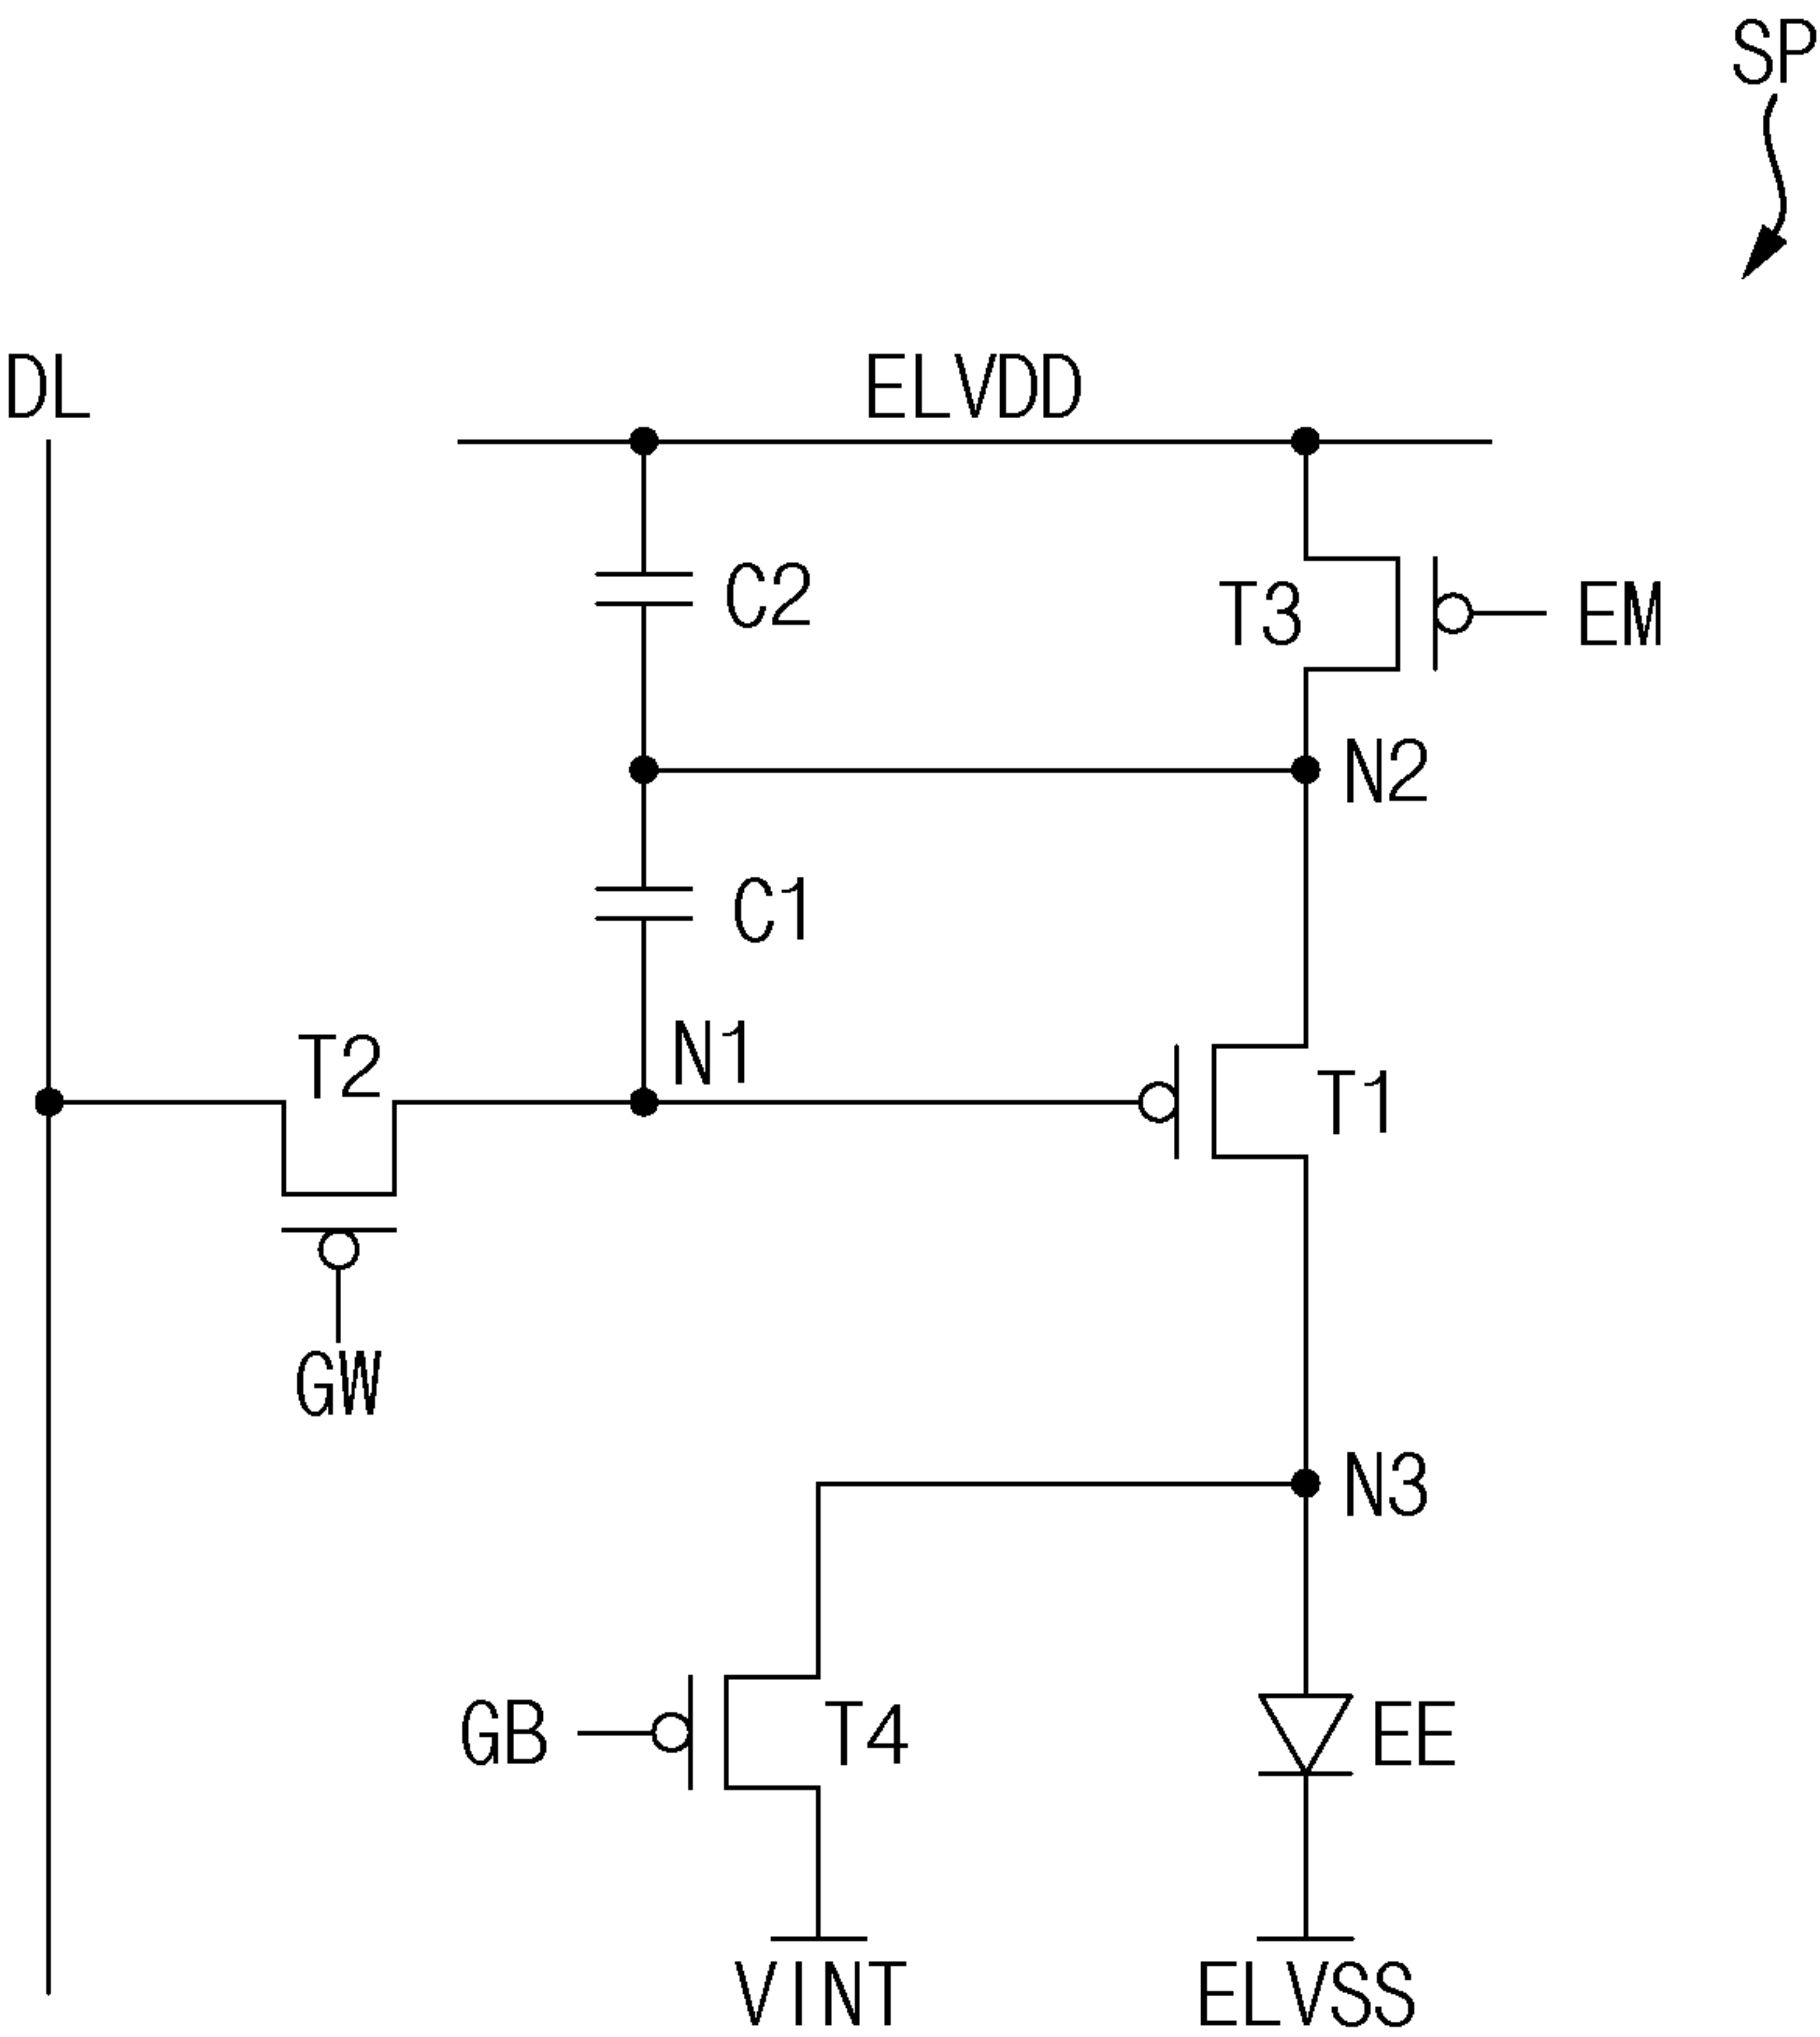 SP
DL
ELVDD
C2
T3
EM
N2
C1
N1
T2
T1
GW
N3
GB
T4
EE
VINT
ELVSS